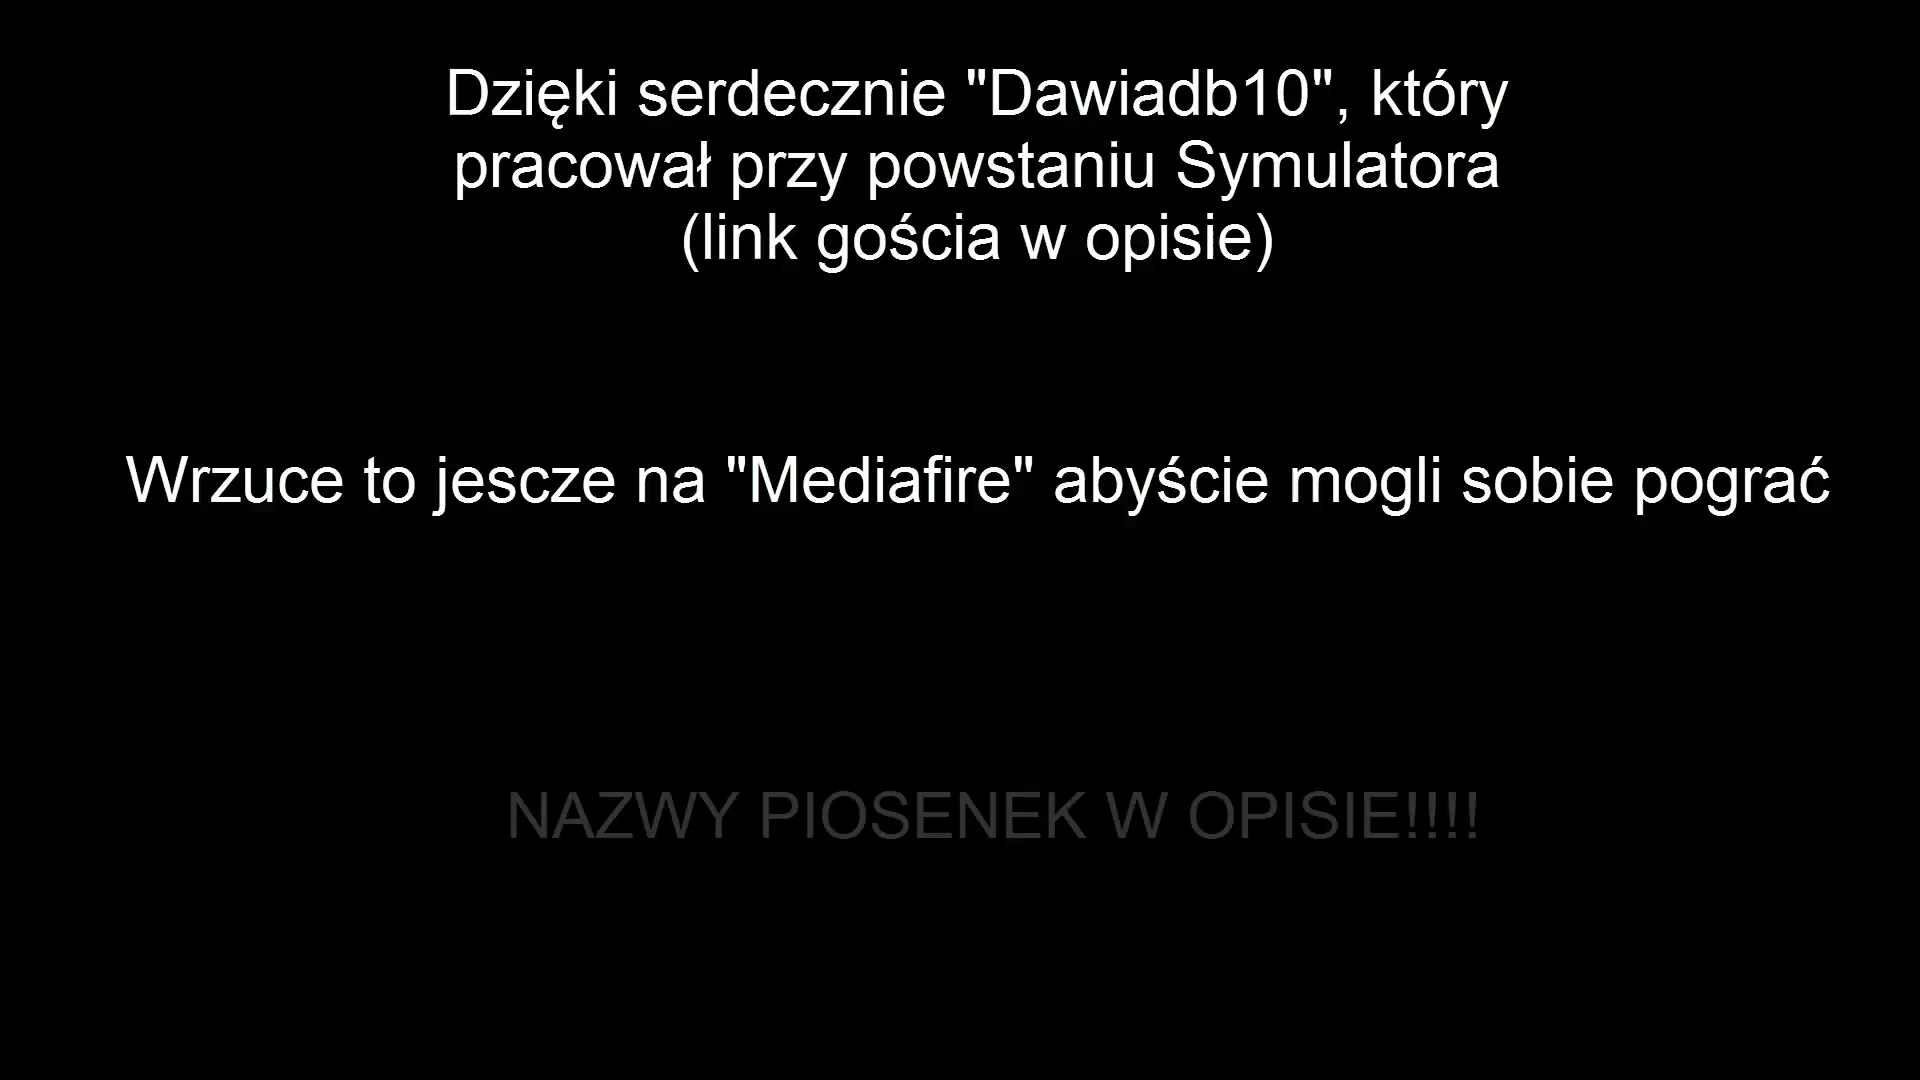 Dzięki serdecznie "Dawiadb10", który
pracował przy powstaniu Symulatora
(link gościa w opisie)
Wrzuce to jescze na "Mediafire" abyście mogli sobie pograć
NAZWY PIOSENEK W OPISIE!!!!